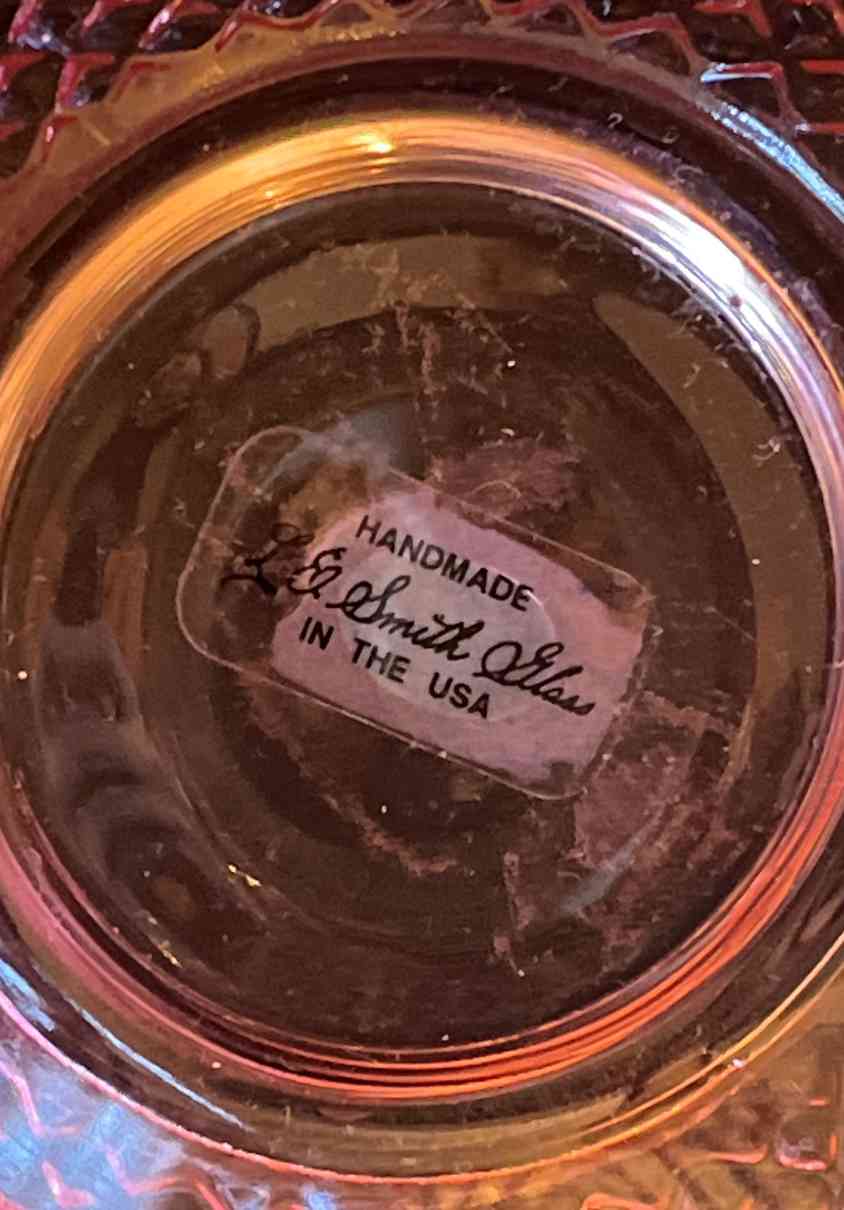 HANDMADE
L E Smith Glass
IN THE USA